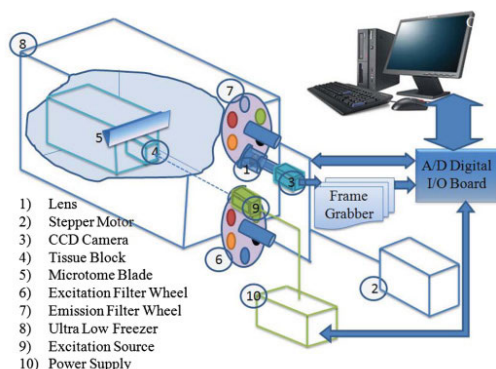 8
7
5
4
1
3
9
6
10
2
A/D Digital
I/O Board
Frame
Grabber
1) Lens
2) Stepper Motor
3) CCD Camera
4) Tissue Block
5) Microtome Blade
6) Excitation Filter Wheel
7) Emission Filter Wheel
8) Ultra Low Freezer
9) Excitation Source
10) Power Supply